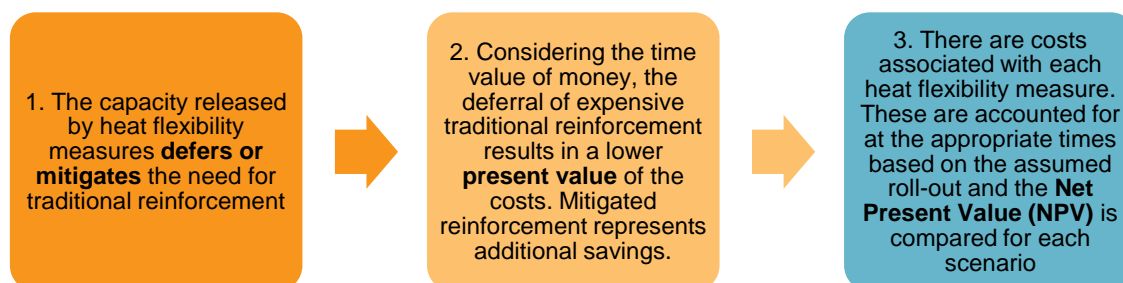 1. The capacity released
by heat flexibility
measures defers or
mitigates the need for
traditional reinforcement
2. Considering the time
value of money, the
deferral of expensive
traditional reinforcement
results in a lower
present value of the
costs. Mitigated
reinforcement represents
additional savings.
3. There are costs
associated with each
heat flexibility measure.
These are accounted for
at the appropriate times
based on the assumed
roll-out and the Net
Present Value (NPV) is
compared for each
scenario